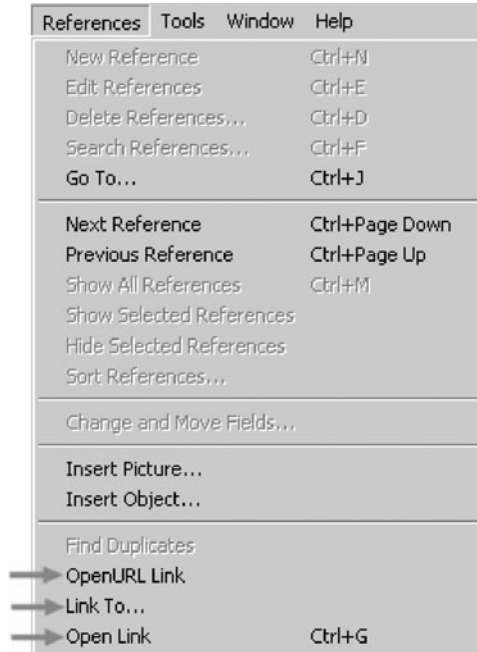 References Tools Window Help
New Reference Ctrl+N
Edit References Ctrl+E
Delete References... Ctrl+D
Search References... Ctrl+F
Go To... Ctrl+J
Next Reference Ctrl+Page Down
Previous Reference Ctrl+Page Up
Show All References Ctrl+M
Show Selected References
Hide Selected References
Sort References...
Change and Move Fields...
Insert Picture...
Insert Object...
Find Duplicates
OpenURL Link
Link To...
Open Link Ctrl+G